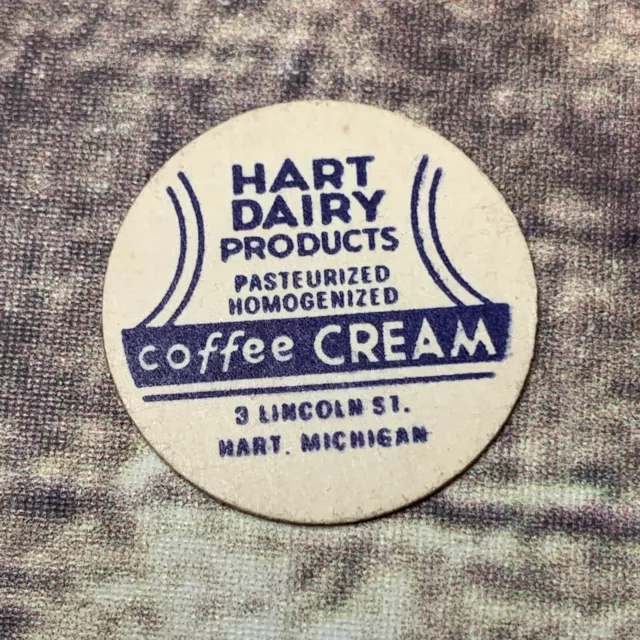 HART
DAIRY
PRODUCTS
PASTEURIZED
HOMOGENIZED
coffee CREAM
3 LINCOLN ST.
HART, MICHIGAN